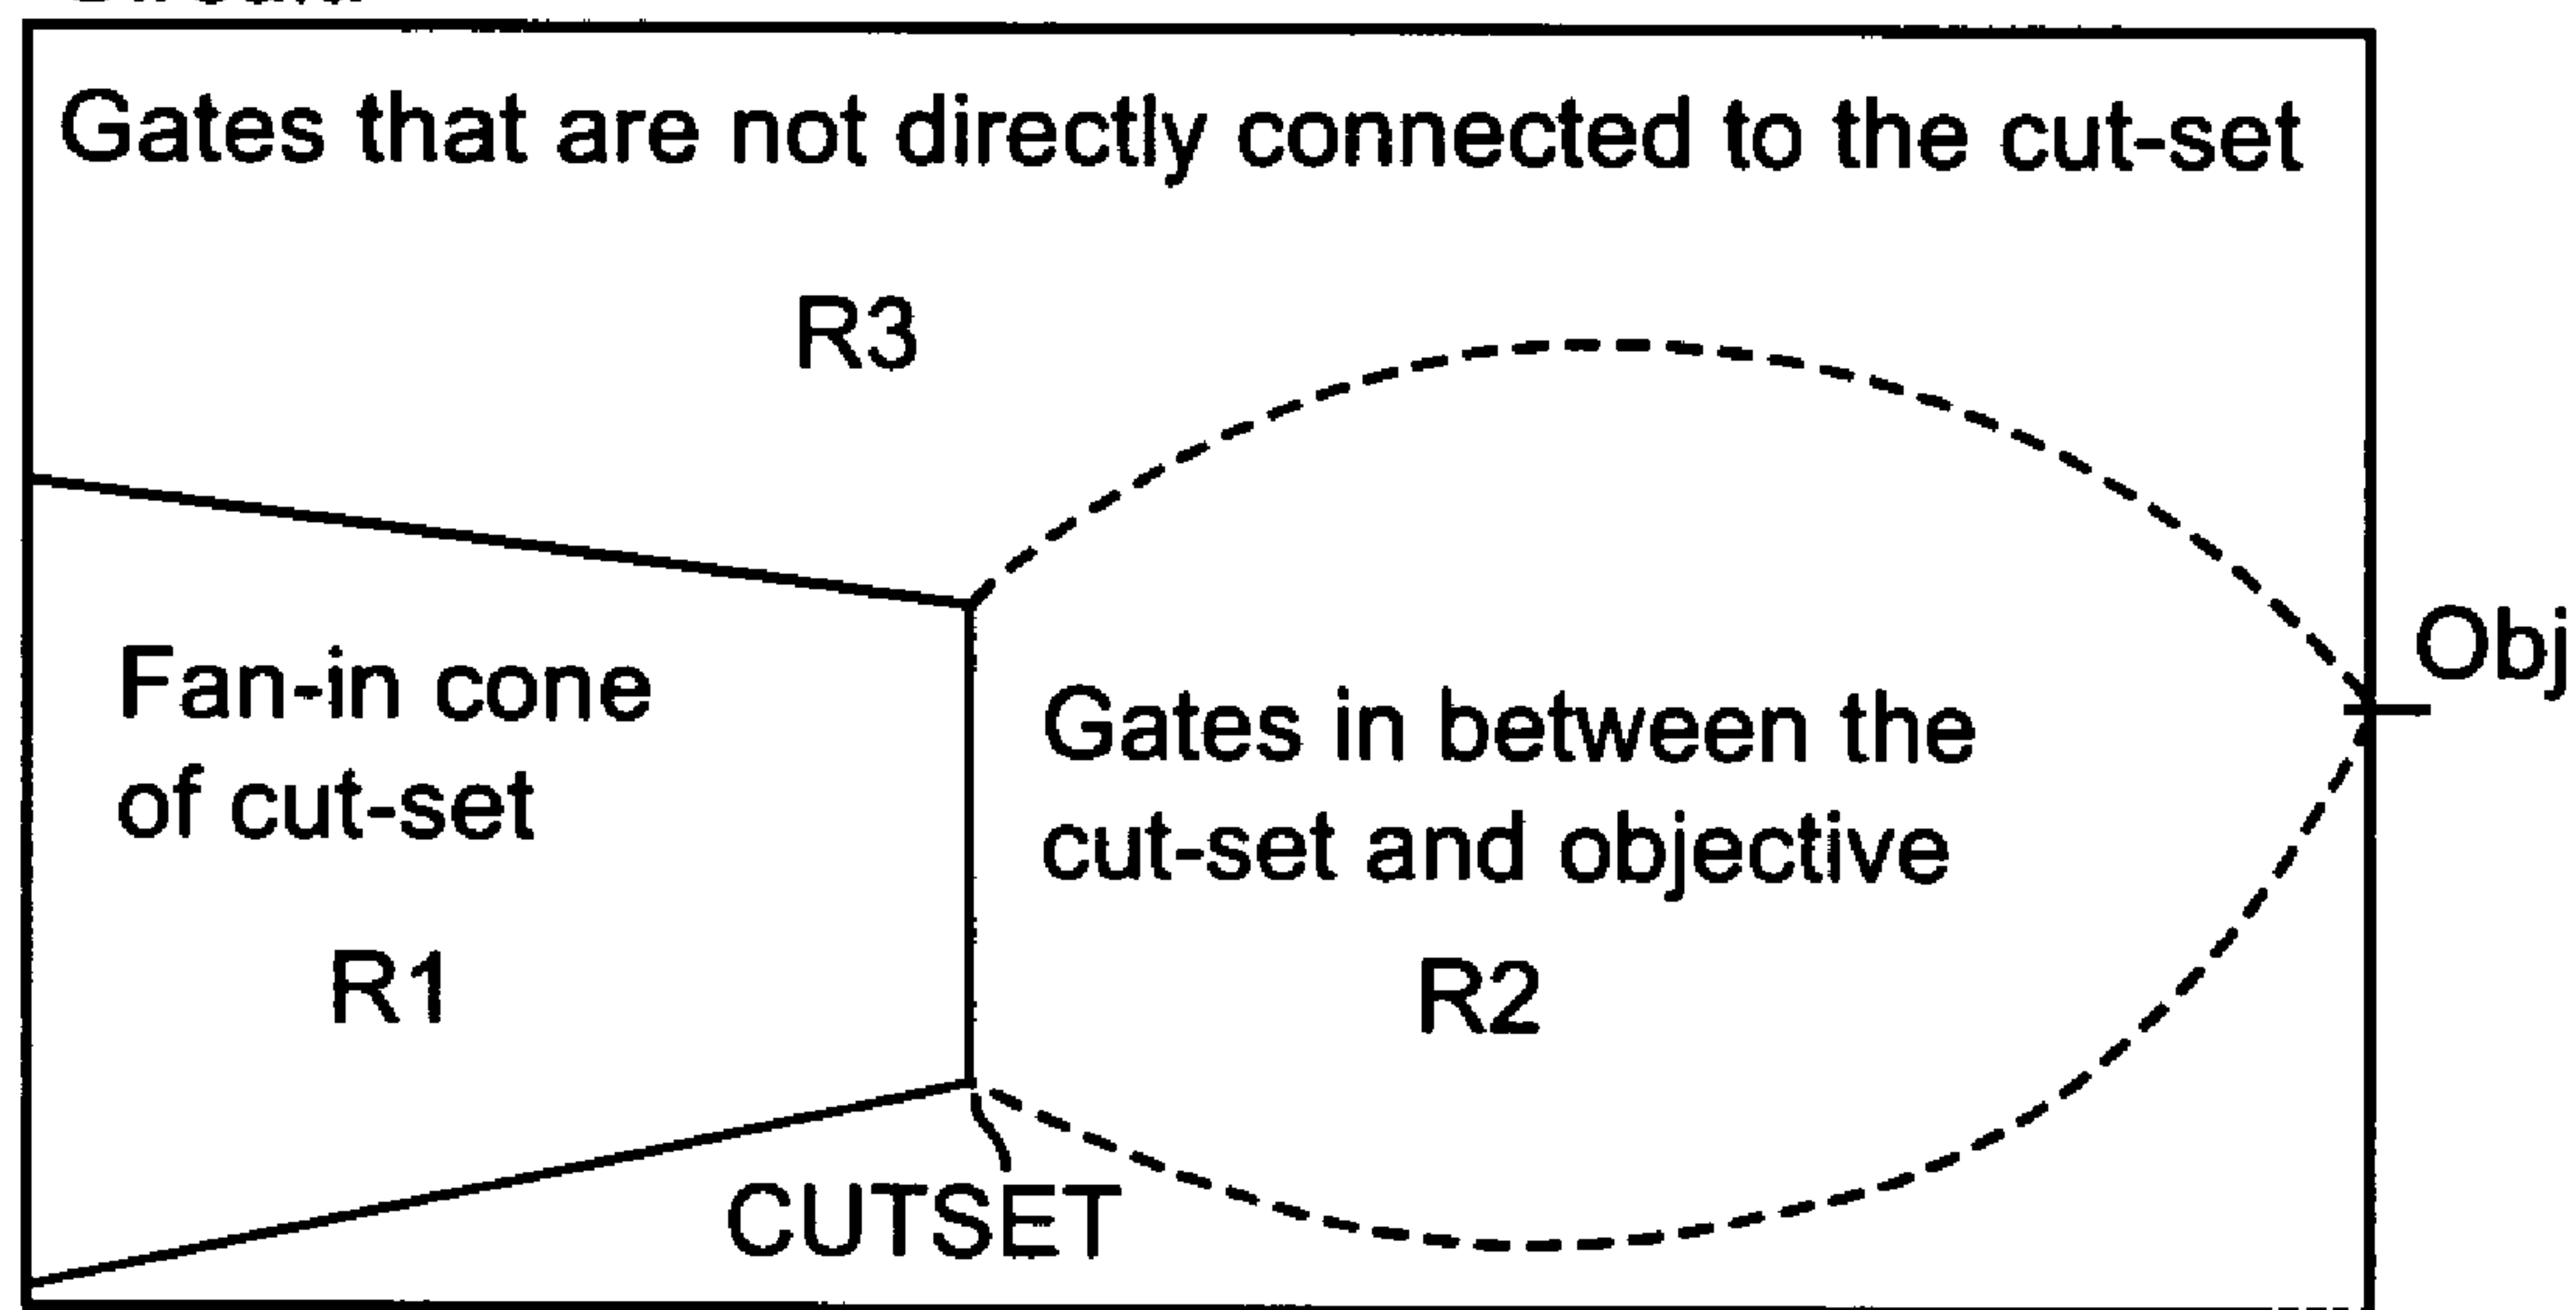 Gates that are not directly connected to the cut-set
R3
Obj
Fan-in cone
of cut-set
R1
Gates in between the
cut-set and objective
R2
CUTSET